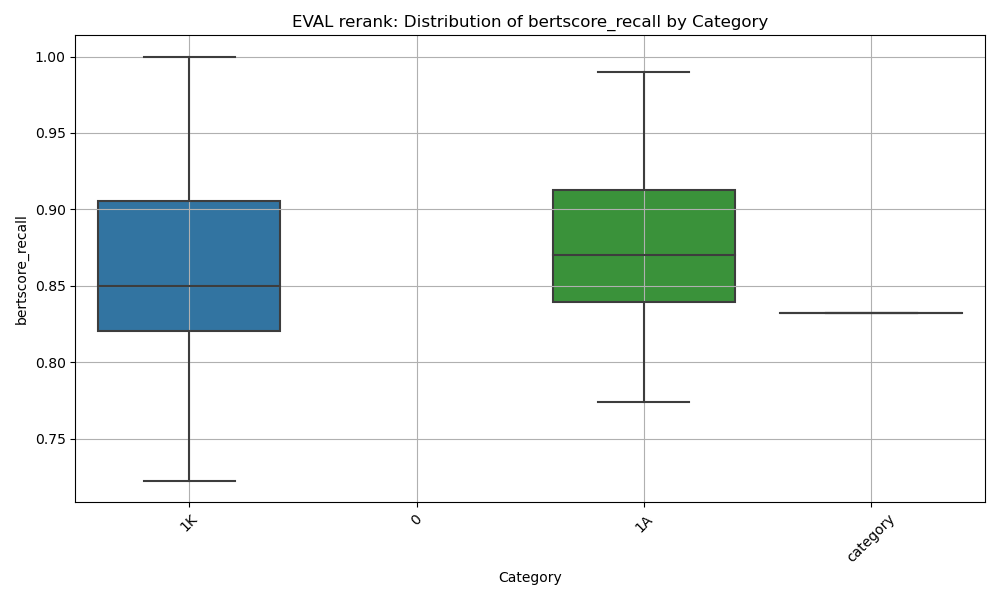 EVAL rerank: Distribution of bertscore_recall by Category
1.00
0.95
0.90
0.85
0.80
0.75
bertscore_recall
1K
0
1A
category
Category